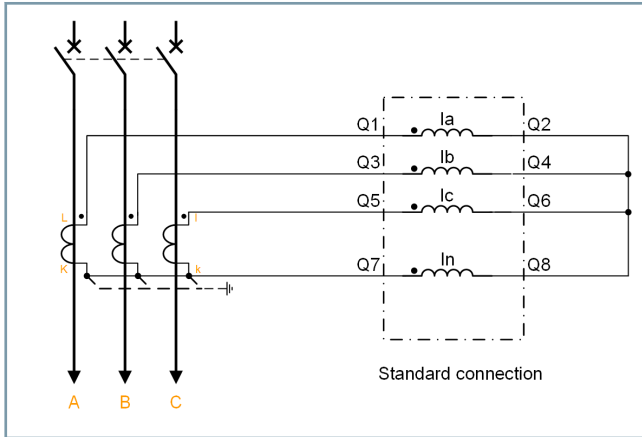 Q1 Ia Q2
Q3 Ib Q4
Q5 Ic Q6
L l
K k
Q7 In Q8
Standard connection
A B C